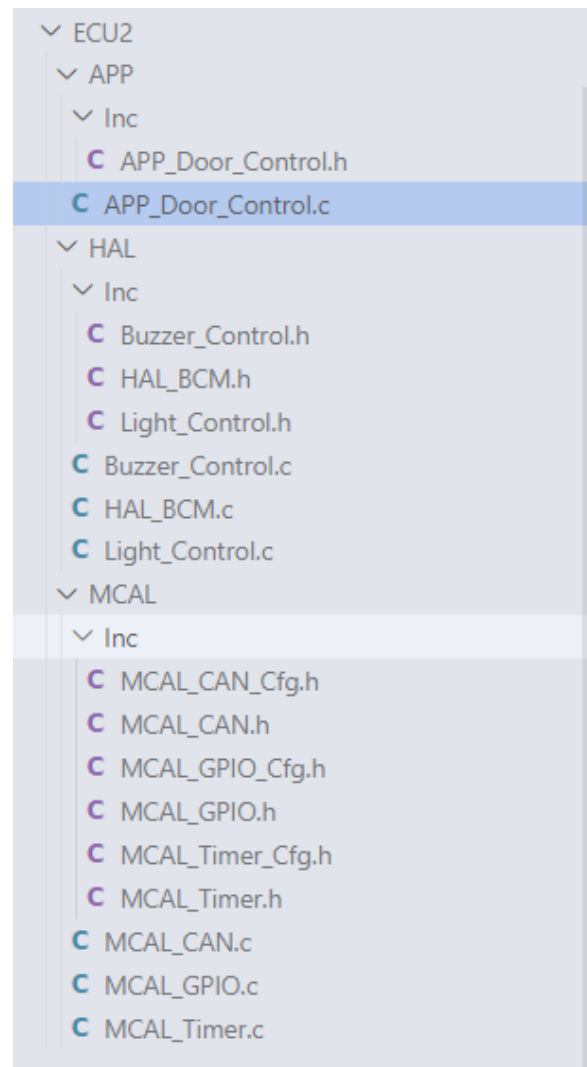 ECU2
APP
Inc
C APP_Door_Control.h
C APP_Door_Control.c
HAL
Inc
C Buzzer_Control.h
C HAL_BCM.h
C Light_Control.h
C Buzzer_Control.c
C HAL_BCM.c
C Light_Control.c
MCAL
Inc
C MCAL_CAN_Cfg.h
C MCAL_CAN.h
C MCAL_GPIO_Cfg.h
C MCAL_GPIO.h
C MCAL_Timer_Cfg.h
C MCAL_Timer.h
C MCAL_CAN.c
C MCAL_GPIO.c
C MCAL_Timer.c